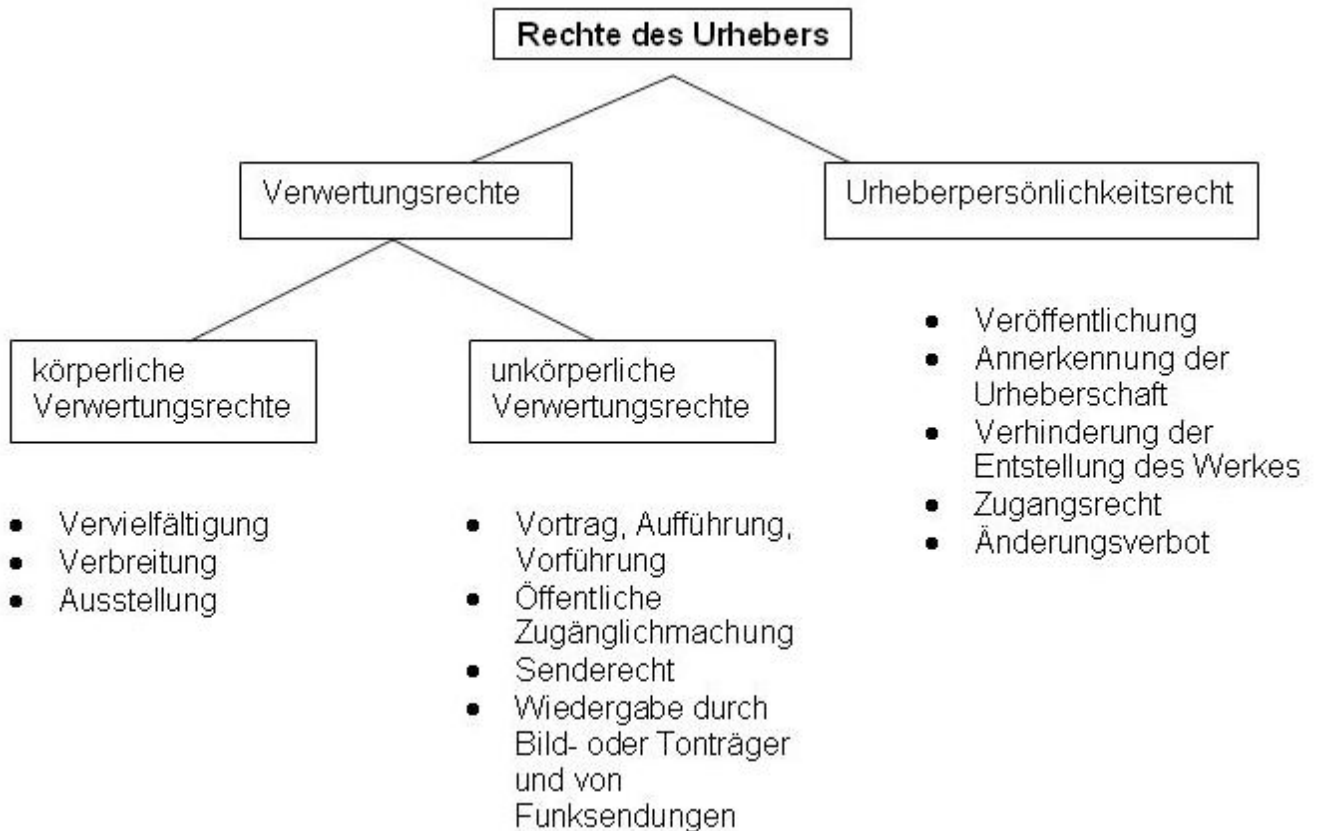 Rechte des Urhebers
Verwertungsrechte
Urheberpersönlichkeitsrecht
körperliche
Verwertungsrechte
unkörperliche
Verwertungsrechte
• Vervielfältigung
• Verbreitung
• Ausstellung
• Vortrag, Aufführung,
Vorführung
• Öffentliche
Zugänglichmachung
• Senderecht
• Wiedergabe durch
Bild- oder Tonträger
und von
Funksendungen
• Veröffentlichung
• Annerkennung der
Urheberschaft
• Verhinderung der
Entstellung des Werkes
• Zugangsrecht
• Änderungsverbot